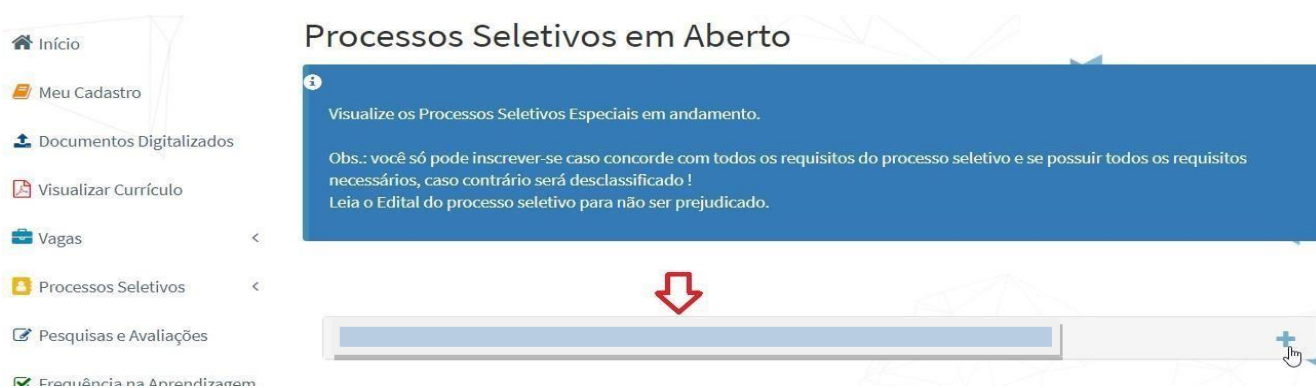 Início
Meu Cadastro
Documentos Digitalizados
Visualizar Currículo
Vagas
Processos Seletivos
Pesquisas e Avaliações
Frequência na Aprendizagem
Processos Seletivos em Aberto
Visualize os Processos Seletivos Especiais em andamento.
Obs.: você só pode inscrever-se caso concorde com todos os requisitos do processo seletivo e se possuir todos os requisitos
necessários, caso contrário será desclassificado !
Leia o Edital do processo seletivo para não ser prejudicado.